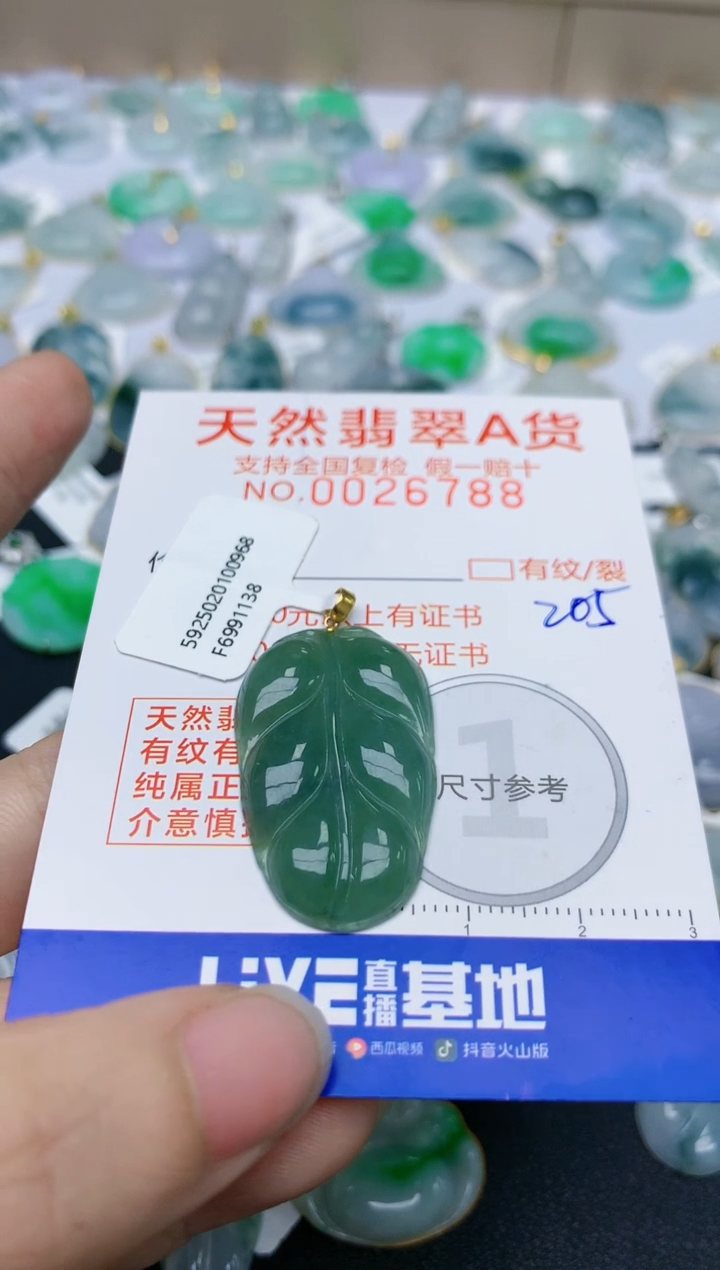 天然翡翠A货
支持全国复检 假一赔十
NO.0026788
5925020100968
F6991138
有纹/裂
205
0元 上有证书
无证书
天然翡
有纹有
纯属正
介意慎
1
尺寸参考
1 2 3
LiVE直播基地
西瓜视频 抖音火山版